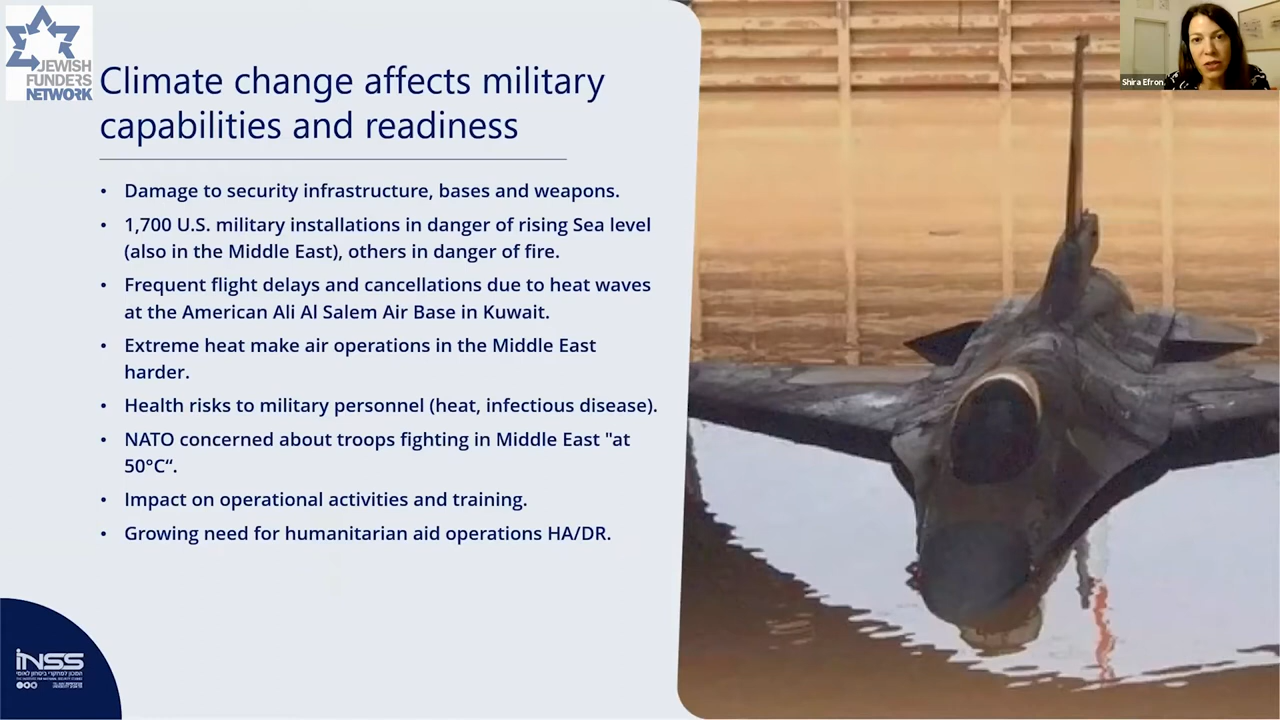 JEWISH
FUNDERS
NETWORK
Climate change affects military
capabilities and readiness
• Damage to security infrastructure, bases and weapons.
• 1,700 U.S. military installations in danger of rising Sea level
(also in the Middle East), others in danger of fire.
• Frequent flight delays and cancellations due to heat waves
at the American Ali Al Salem Air Base in Kuwait.
• Extreme heat make air operations in the Middle East
harder.
• Health risks to military personnel (heat, infectious disease).
• NATO concerned about troops fighting in Middle East "at
50°C“.
• Impact on operational activities and training.
• Growing need for humanitarian aid operations HA/DR.
Shira Efron
iNSS
המכון למחקרי ביטחון לאומי